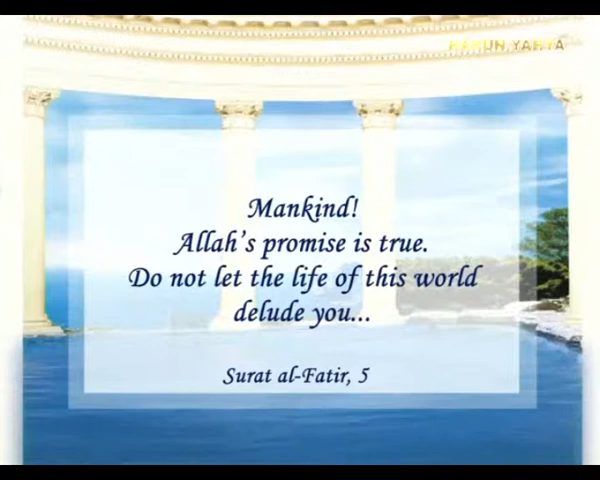 HARUN YAHYA
Mankind!
Allah's promise is true.
Do not let the life of this world
delude you...
Surat al-Fatir, 5